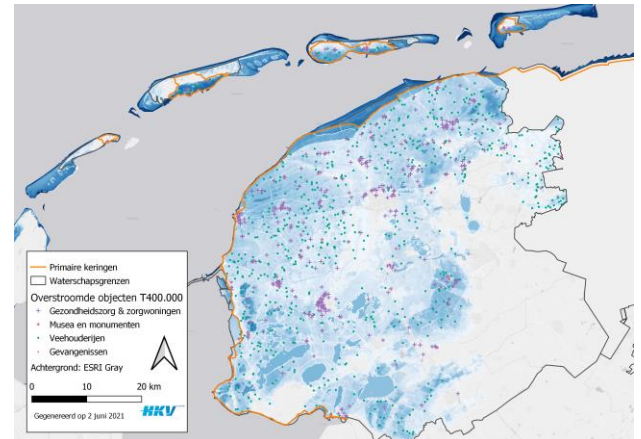 Primaire keringen
Waterschapsgrenzen
Overstroomde objecten T400.000
Gezondheidszorg & zorgwoningen
Musea en monumenten
Veehouderijen
Gevangenissen
Achtergrond: ESRI Gray
0 10 20 km
Gegenereerd op 2 juni 2021
HKV